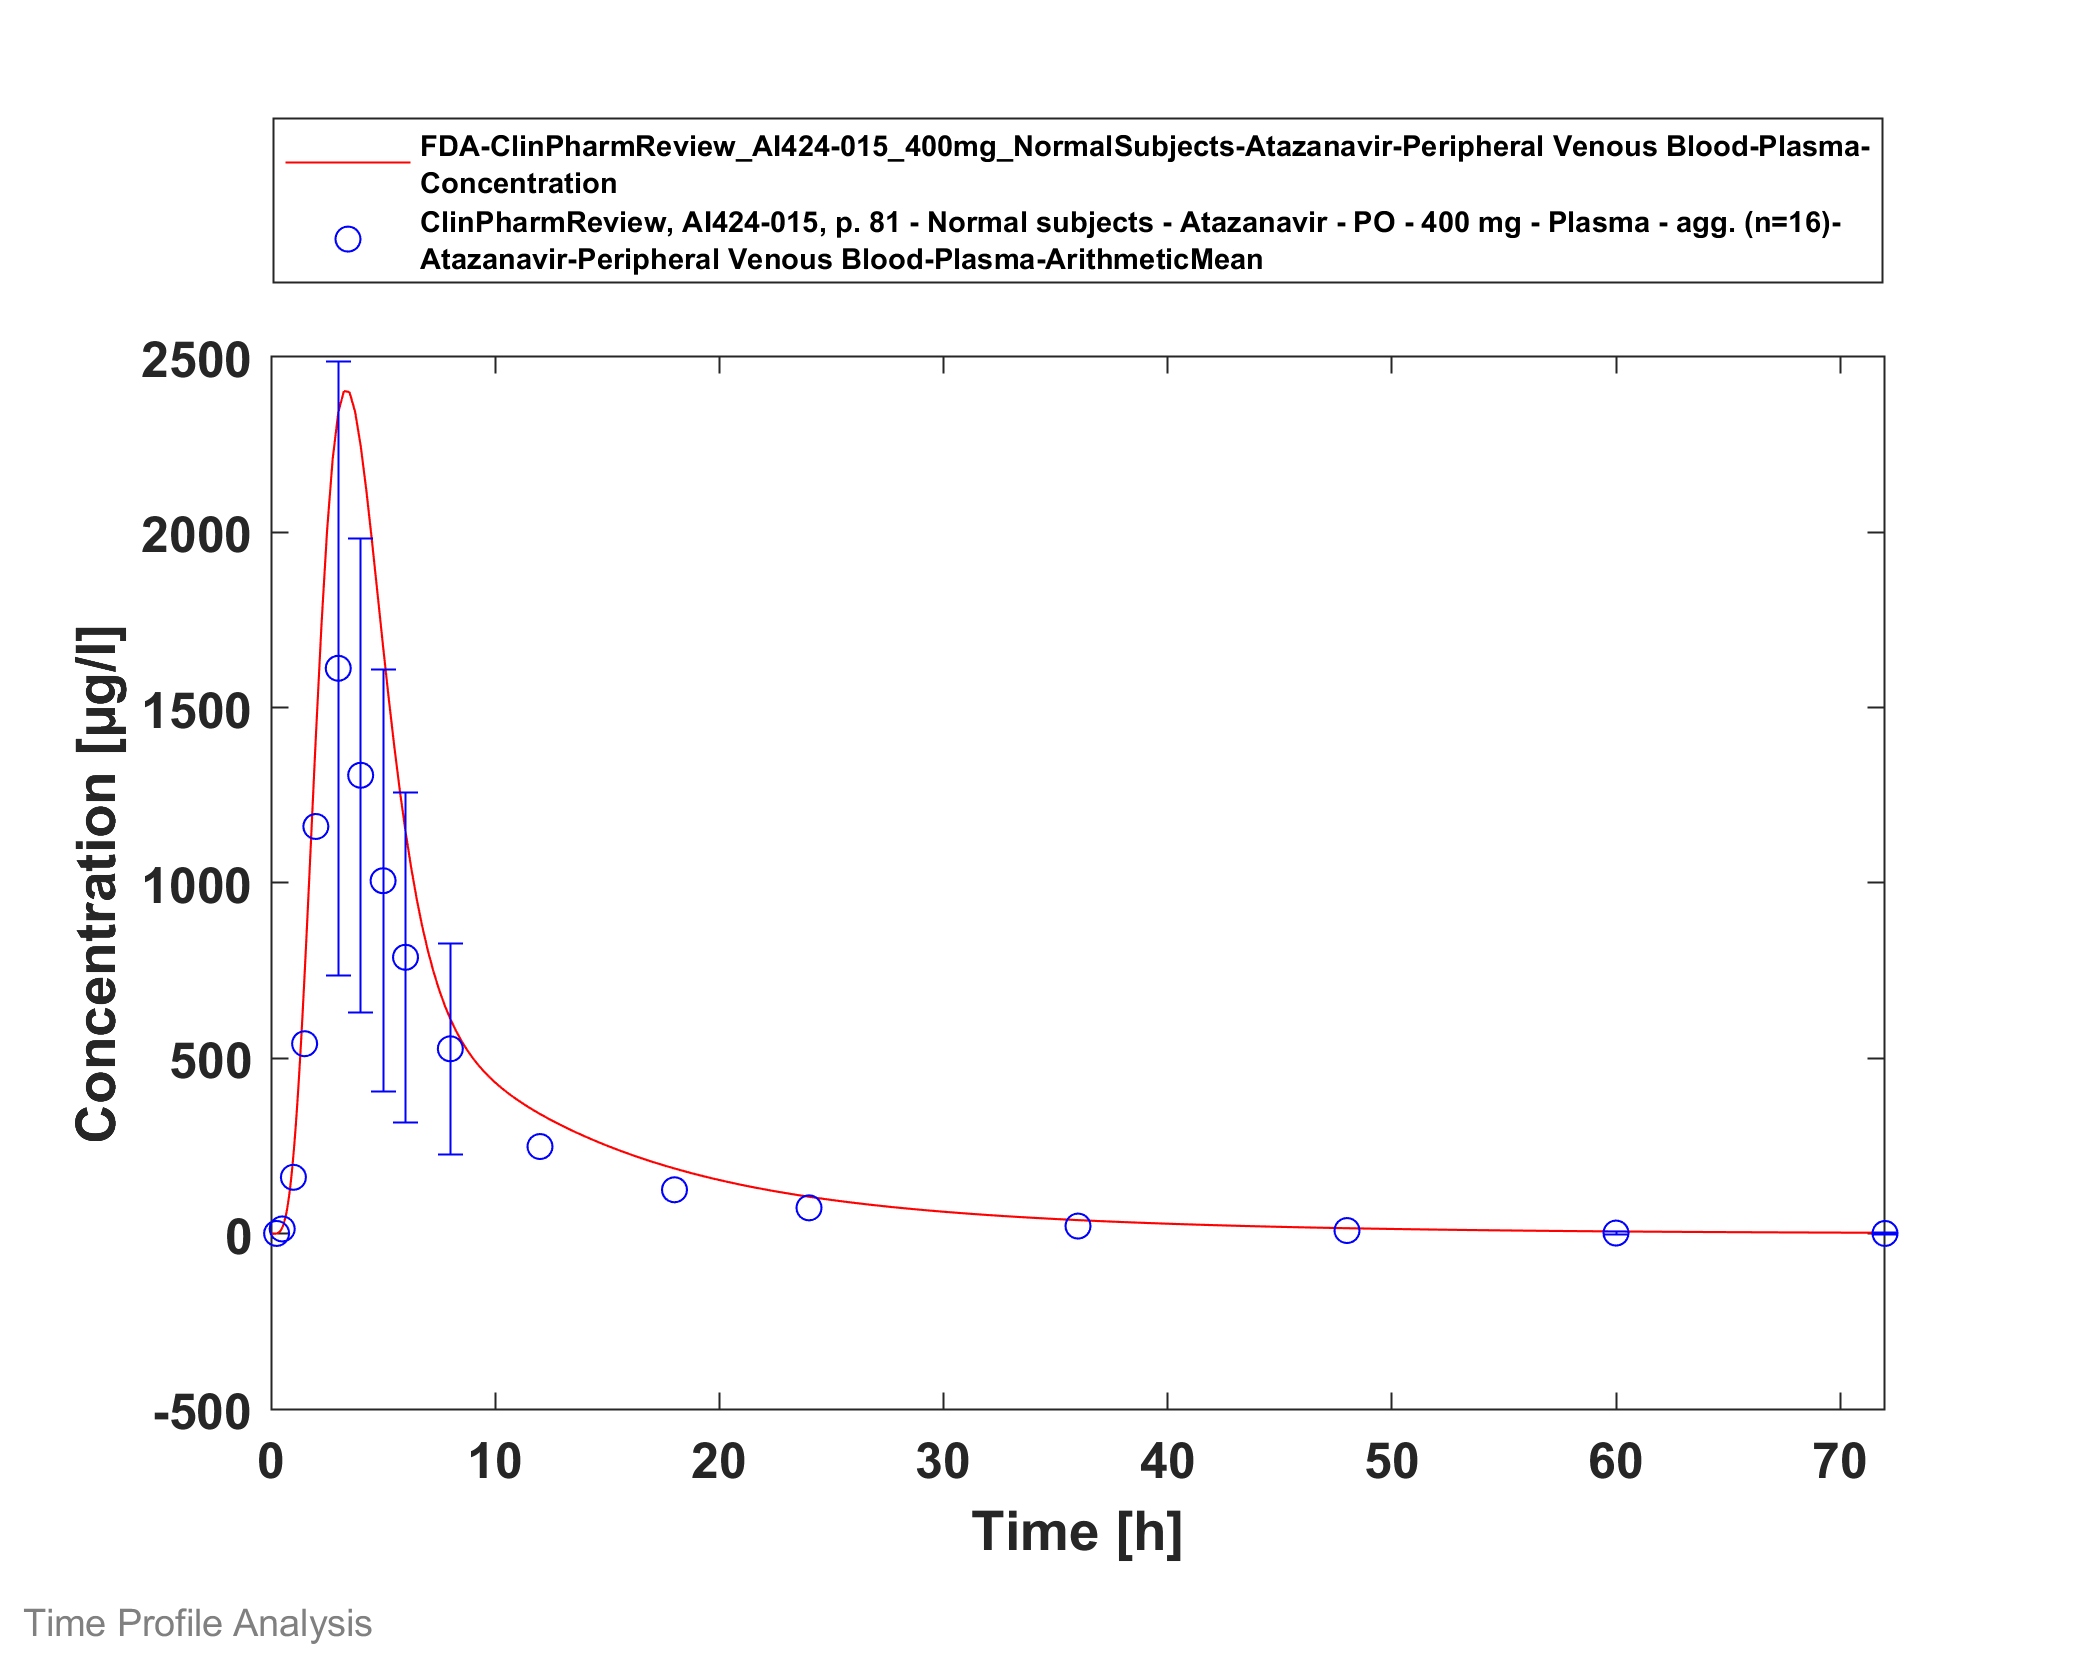 FDA-ClinPharmReview_AI424-015_400mg_NormalSubjects-Atazanavir-Peripheral Venous Blood-Plasma-
Concentration
ClinPharmReview, AI424-015, p. 81 - Normal subjects - Atazanavir - PO - 400 mg - Plasma - agg. (n=16)-
Atazanavir-Peripheral Venous Blood-Plasma-ArithmeticMean
2500
2000
1500
1000
500
0
-500
Concentration [µg/l]
0 10 20 30 40 50 60 70
Time [h]
Time Profile Analysis